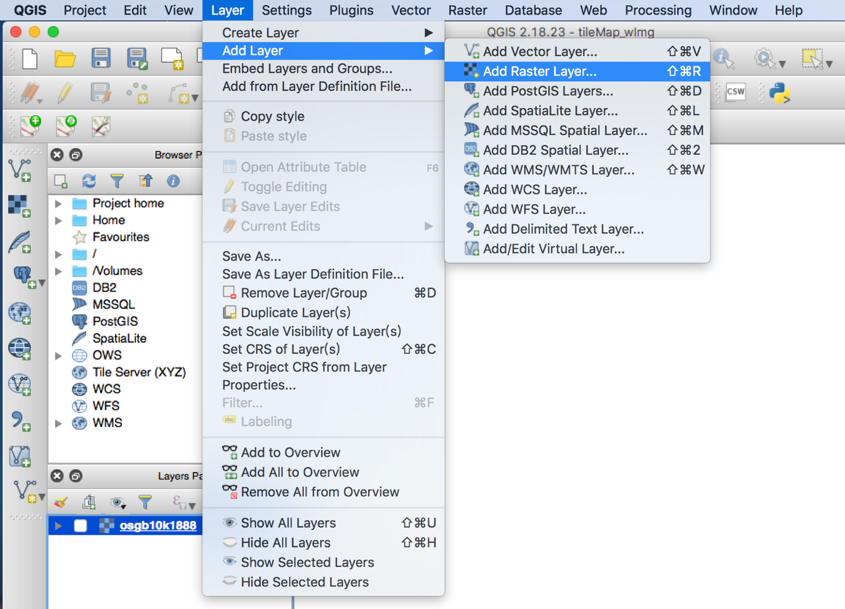 QGIS Project Edit View Layer Settings Plugins Vector Raster Database Web Processing Window Help
QGIS 2.18.23 - tileMap_wImg
Create Layer
Add Layer
Embed Layers and Groups...
Add from Layer Definition File...
Copy style
Paste style
Open Attribute Table F6
Toggle Editing
Save Layer Edits
Current Edits
Save As...
Save As Layer Definition File...
Remove Layer/Group ⌘D
Duplicate Layer(s)
Set Scale Visibility of Layer(s)
Set CRS of Layer(s) ⇧⌘C
Set Project CRS from Layer
Properties...
Filter... ⌘F
Labeling
Add to Overview
Add All to Overview
Remove All from Overview
Show All Layers ⇧⌘U
Hide All Layers ⇧⌘H
Show Selected Layers
Hide Selected Layers
Add Vector Layer... ⇧⌘V
Add Raster Layer... ⇧⌘R
Add PostGIS Layers... ⇧⌘D
Add SpatiaLite Layer... ⇧⌘L
Add MSSQL Spatial Layer... ⇧⌘M
Add DB2 Spatial Layer... ⇧⌘2
Add WMS/WMTS Layer... ⇧⌘W
Add WCS Layer...
Add WFS Layer...
Add Delimited Text Layer...
Add/Edit Virtual Layer...
CSW
Browser P
Project home
Home
Favourites
/
/Volumes
DB2
MSSQL
PostGIS
SpatiaLite
OWS
Tile Server (XYZ)
WCS
WFS
WMS
Layers Pa
osgb10k1888